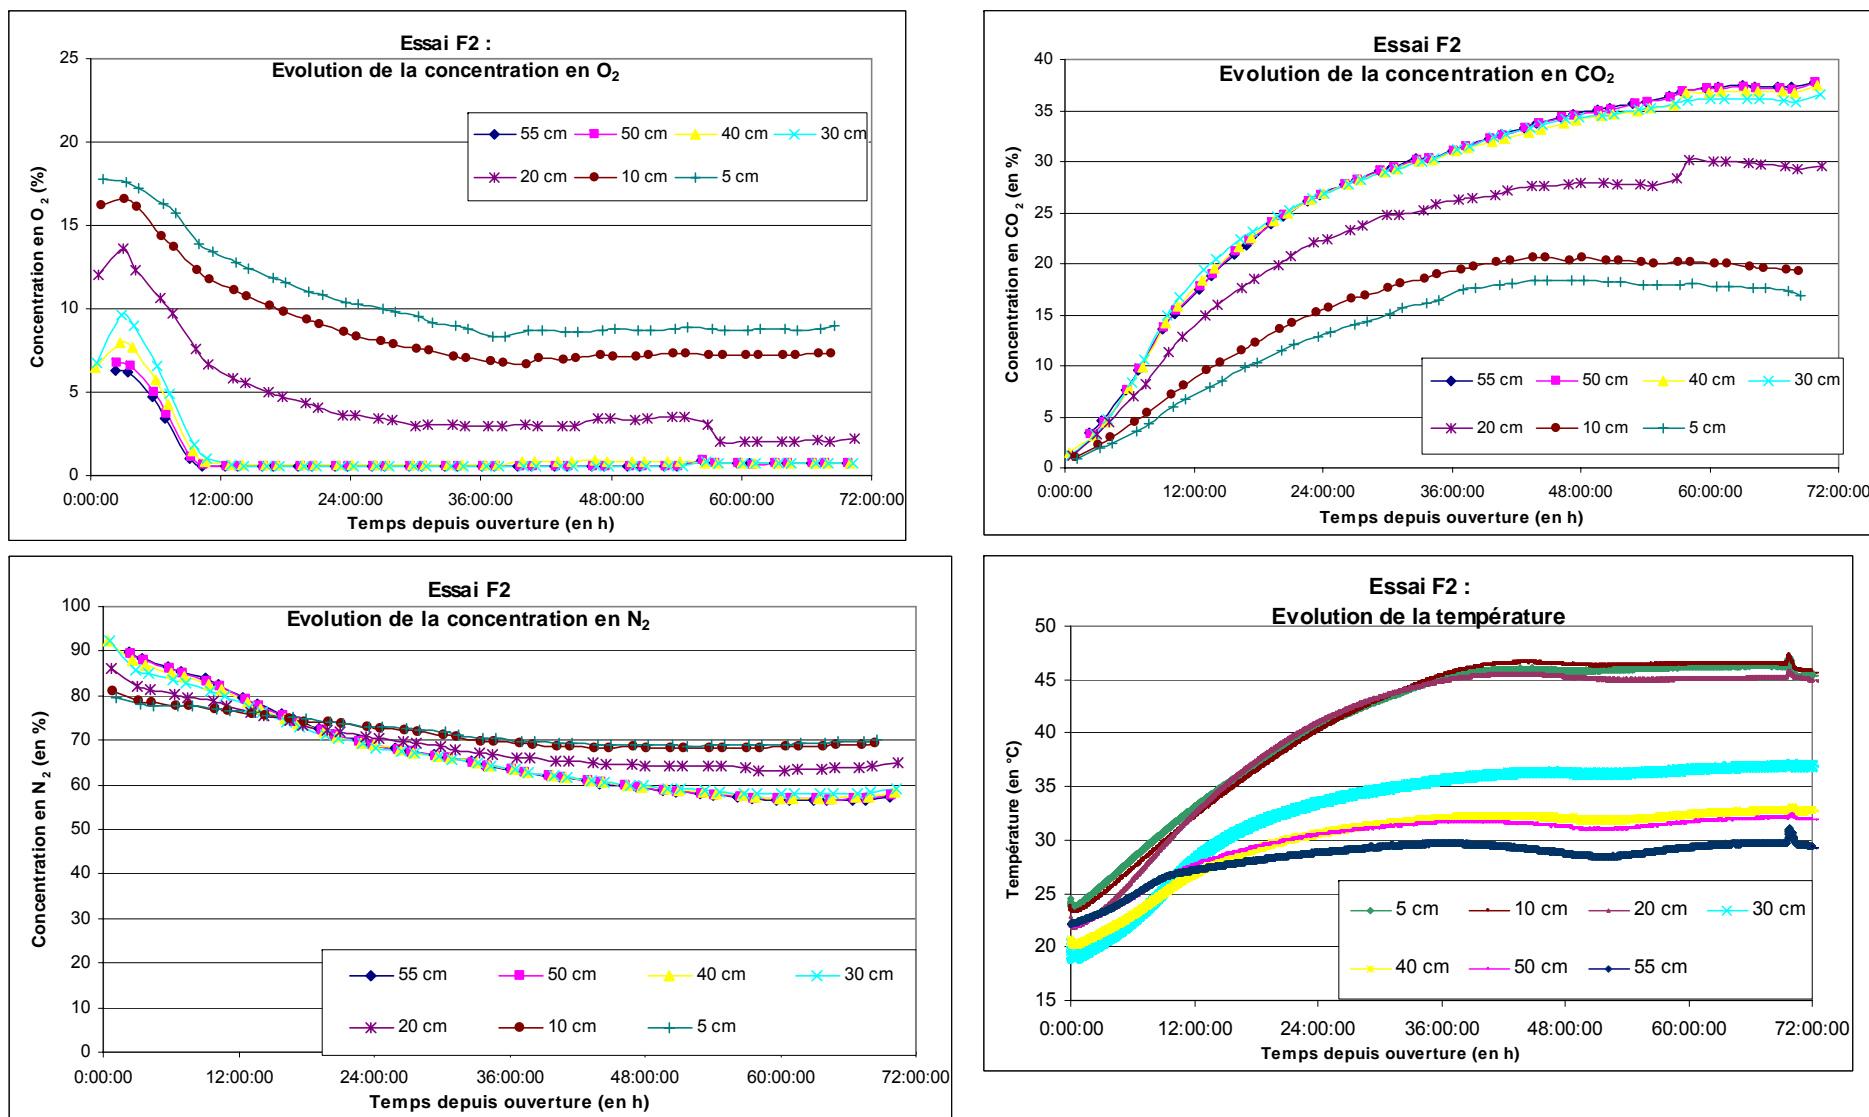 Essai F2 :
Evolution de la concentration en O2
Concentration en O2 (%)
25
20
15
10
5
0
55 cm 50 cm 40 cm 30 cm
20 cm 10 cm 5 cm
0:00:00 12:00:00 24:00:00 36:00:00 48:00:00 60:00:00 72:00:00
Temps depuis ouverture (en h)
Essai F2
Evolution de la concentration en CO2
Concentration en CO2 (en %)
40
35
30
25
20
15
10
5
0
55 cm 50 cm 40 cm 30 cm
20 cm 10 cm 5 cm
0:00:00 12:00:00 24:00:00 36:00:00 48:00:00 60:00:00 72:00:00
Temps depuis ouverture (en h)
Essai F2
Evolution de la concentration en N2
Concentration en N2 (en %)
100
90
80
70
60
50
40
30
20
10
0
55 cm 50 cm 40 cm 30 cm
20 cm 10 cm 5 cm
0:00:00 12:00:00 24:00:00 36:00:00 48:00:00 60:00:00 72:00:00
Temps depuis ouverture (en h)
Essai F2 :
Evolution de la température
Température (en °C)
50
45
40
35
30
25
20
15
5 cm 10 cm 20 cm 30 cm
40 cm 50 cm 55 cm
0:00:00 12:00:00 24:00:00 36:00:00 48:00:00 60:00:00 72:00:00
Temps depuis ouverture (en h)